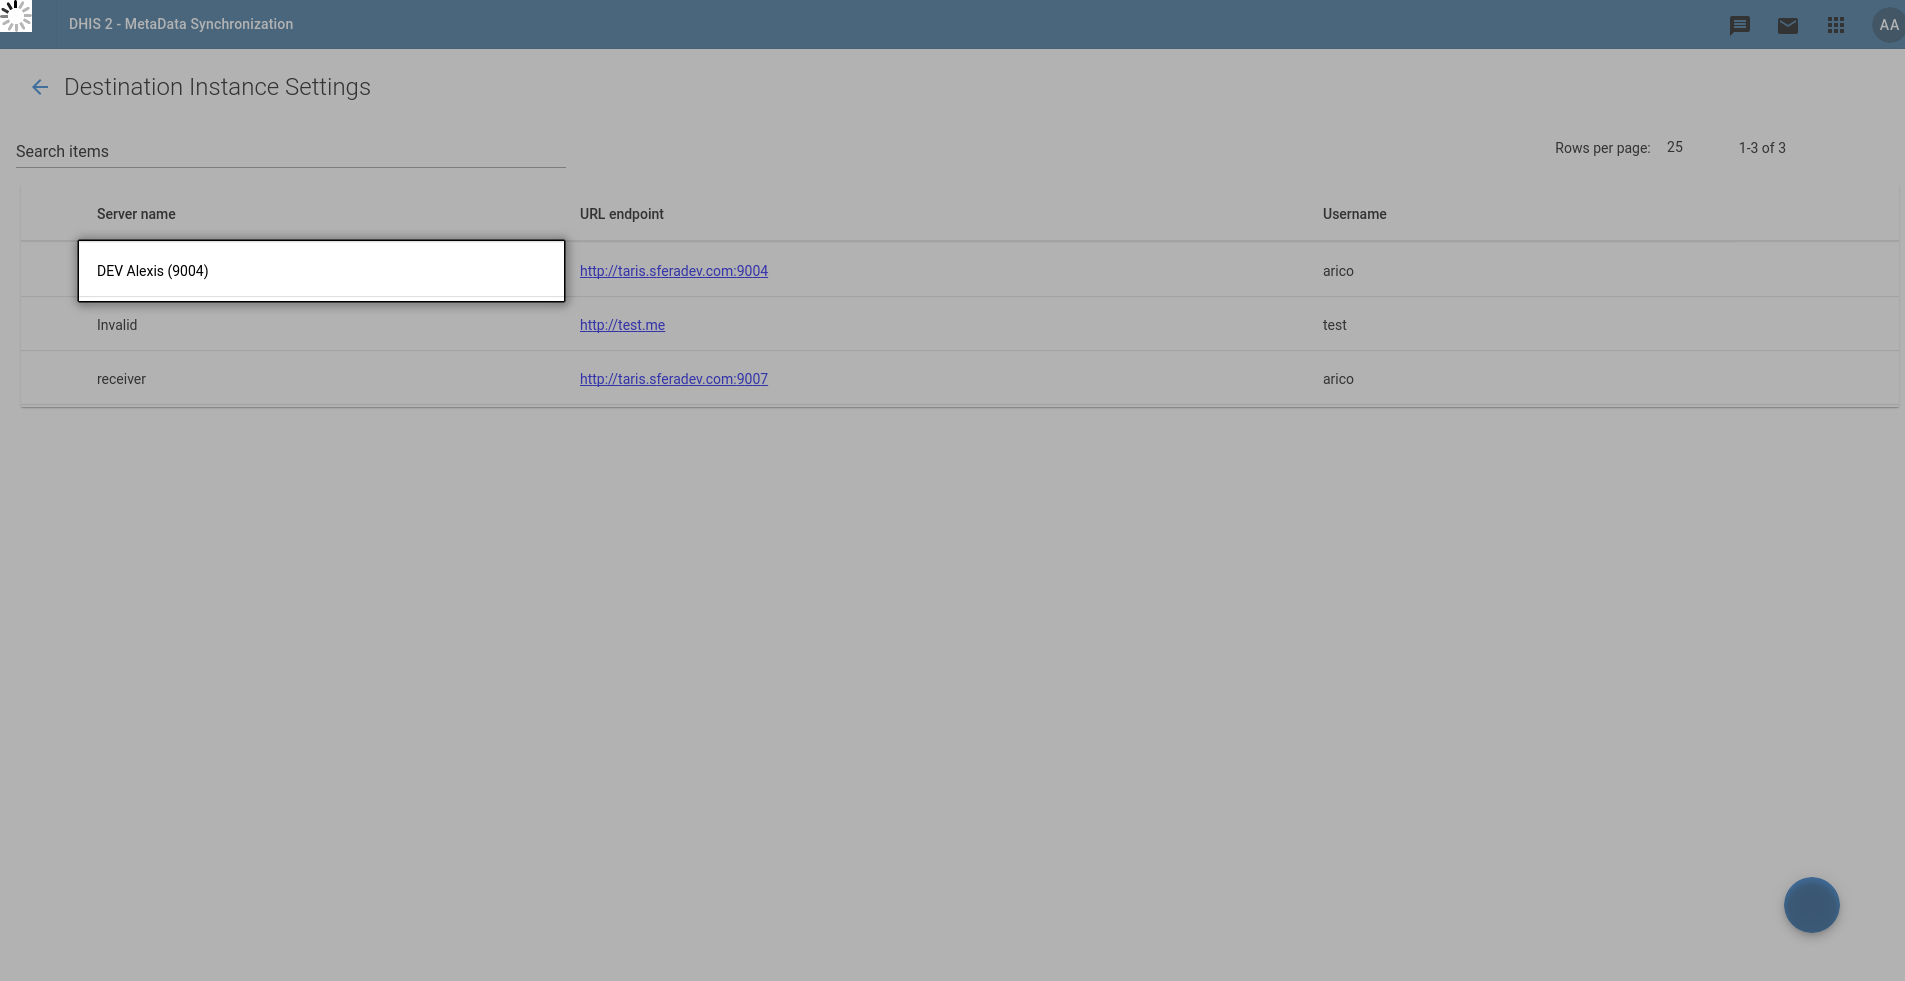 DHIS 2 - MetaData Synchronization
AA
Destination Instance Settings
Search items
Rows per page: 25 1-3 of 3
Server name URL endpoint Username
DEV Alexis (9004) http://taris.sferadev.com:9004 arico
Invalid http://test.me test
receiver http://taris.sferadev.com:9007 arico